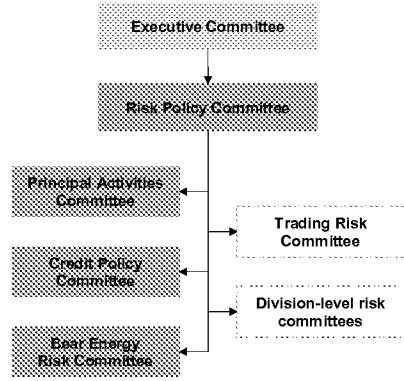 Executive Committee
Risk Policy Committee
Principal Activities
Committee
Trading Risk
Committee
Credit Policy
Committee
Division-level risk
committees
Bear Energy
Risk Committee